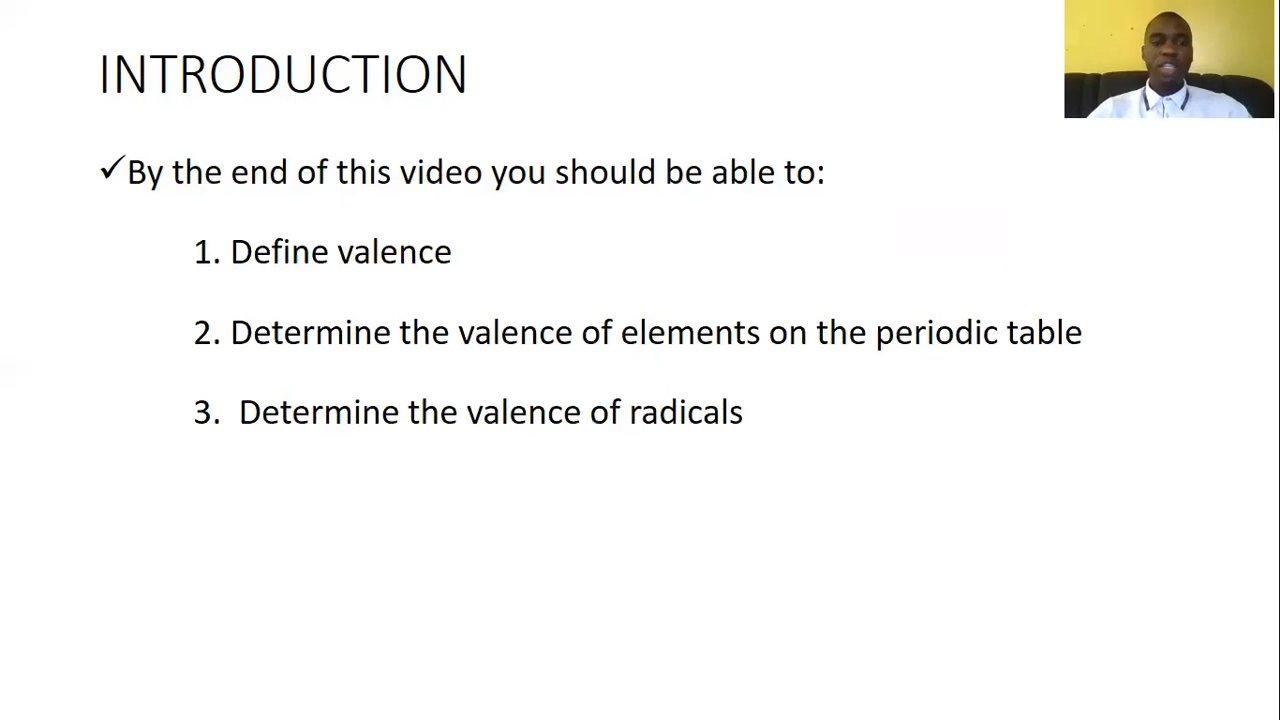 INTRODUCTION
✓By the end of this video you should be able to:
1. Define valence
2. Determine the valence of elements on the periodic table
3. Determine the valence of radicals